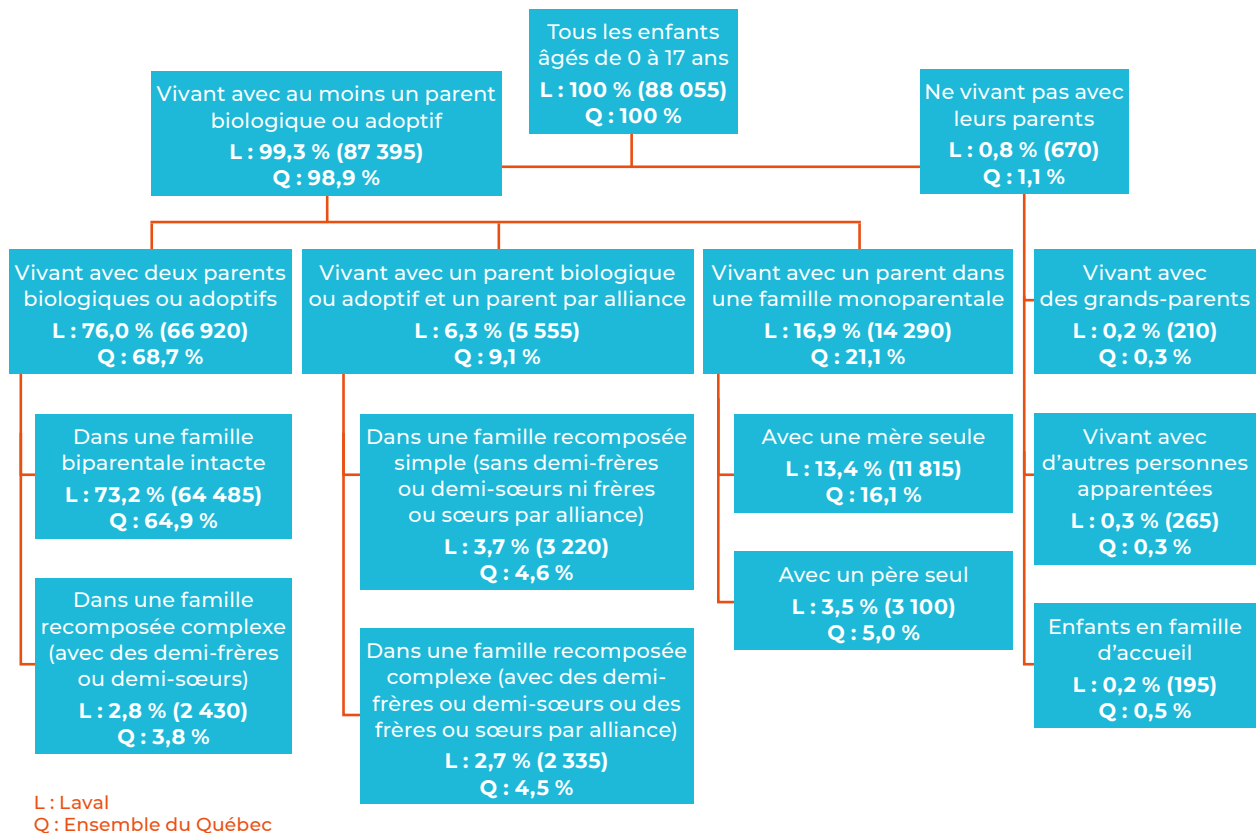 Tous les enfants
âgés de 0 à 17 ans
L : 100 % (88 055)
Q : 100 %
Vivant avec au moins un parent
biologique ou adoptif
L : 99,3 % (87 395)
Q : 98,9 %
Ne vivant pas avec
leurs parents
L : 0,8 % (670)
Q : 1,1 %
Vivant avec deux parents
biologiques ou adoptifs
L : 76,0 % (66 920)
Q : 68,7 %
Vivant avec un parent biologique
ou adoptif et un parent par alliance
L : 6,3 % (5 555)
Q : 9,1 %
Vivant avec un parent dans
une famille monoparentale
L : 16,9 % (14 290)
Q : 21,1 %
Vivant avec
des grands-parents
L : 0,2 % (210)
Q : 0,3 %
Dans une famille
biparentale intacte
L : 73,2 % (64 485)
Q : 64,9 %
Dans une famille recomposée
simple (sans demi-frères
ou demi-sœurs ni frères
ou sœurs par alliance)
L : 3,7 % (3 220)
Q : 4,6 %
Avec une mère seule
L : 13,4 % (11 815)
Q : 16,1 %
Vivant avec
d'autres personnes
apparentées
L : 0,3 % (265)
Q : 0,3 %
Dans une famille
recomposée complexe
(avec des demi-frères
ou demi-sœurs)
L : 2,8 % (2 430)
Q : 3,8 %
Dans une famille recomposée
complexe (avec des demi-
frères ou demi-sœurs ou des
frères ou sœurs par alliance)
L : 2,7 % (2 335)
Q : 4,5 %
Avec un père seul
L : 3,5 % (3 100)
Q : 5,0 %
Enfants en famille
d'accueil
L : 0,2 % (195)
Q : 0,5 %
L : Laval
Q : Ensemble du Québec